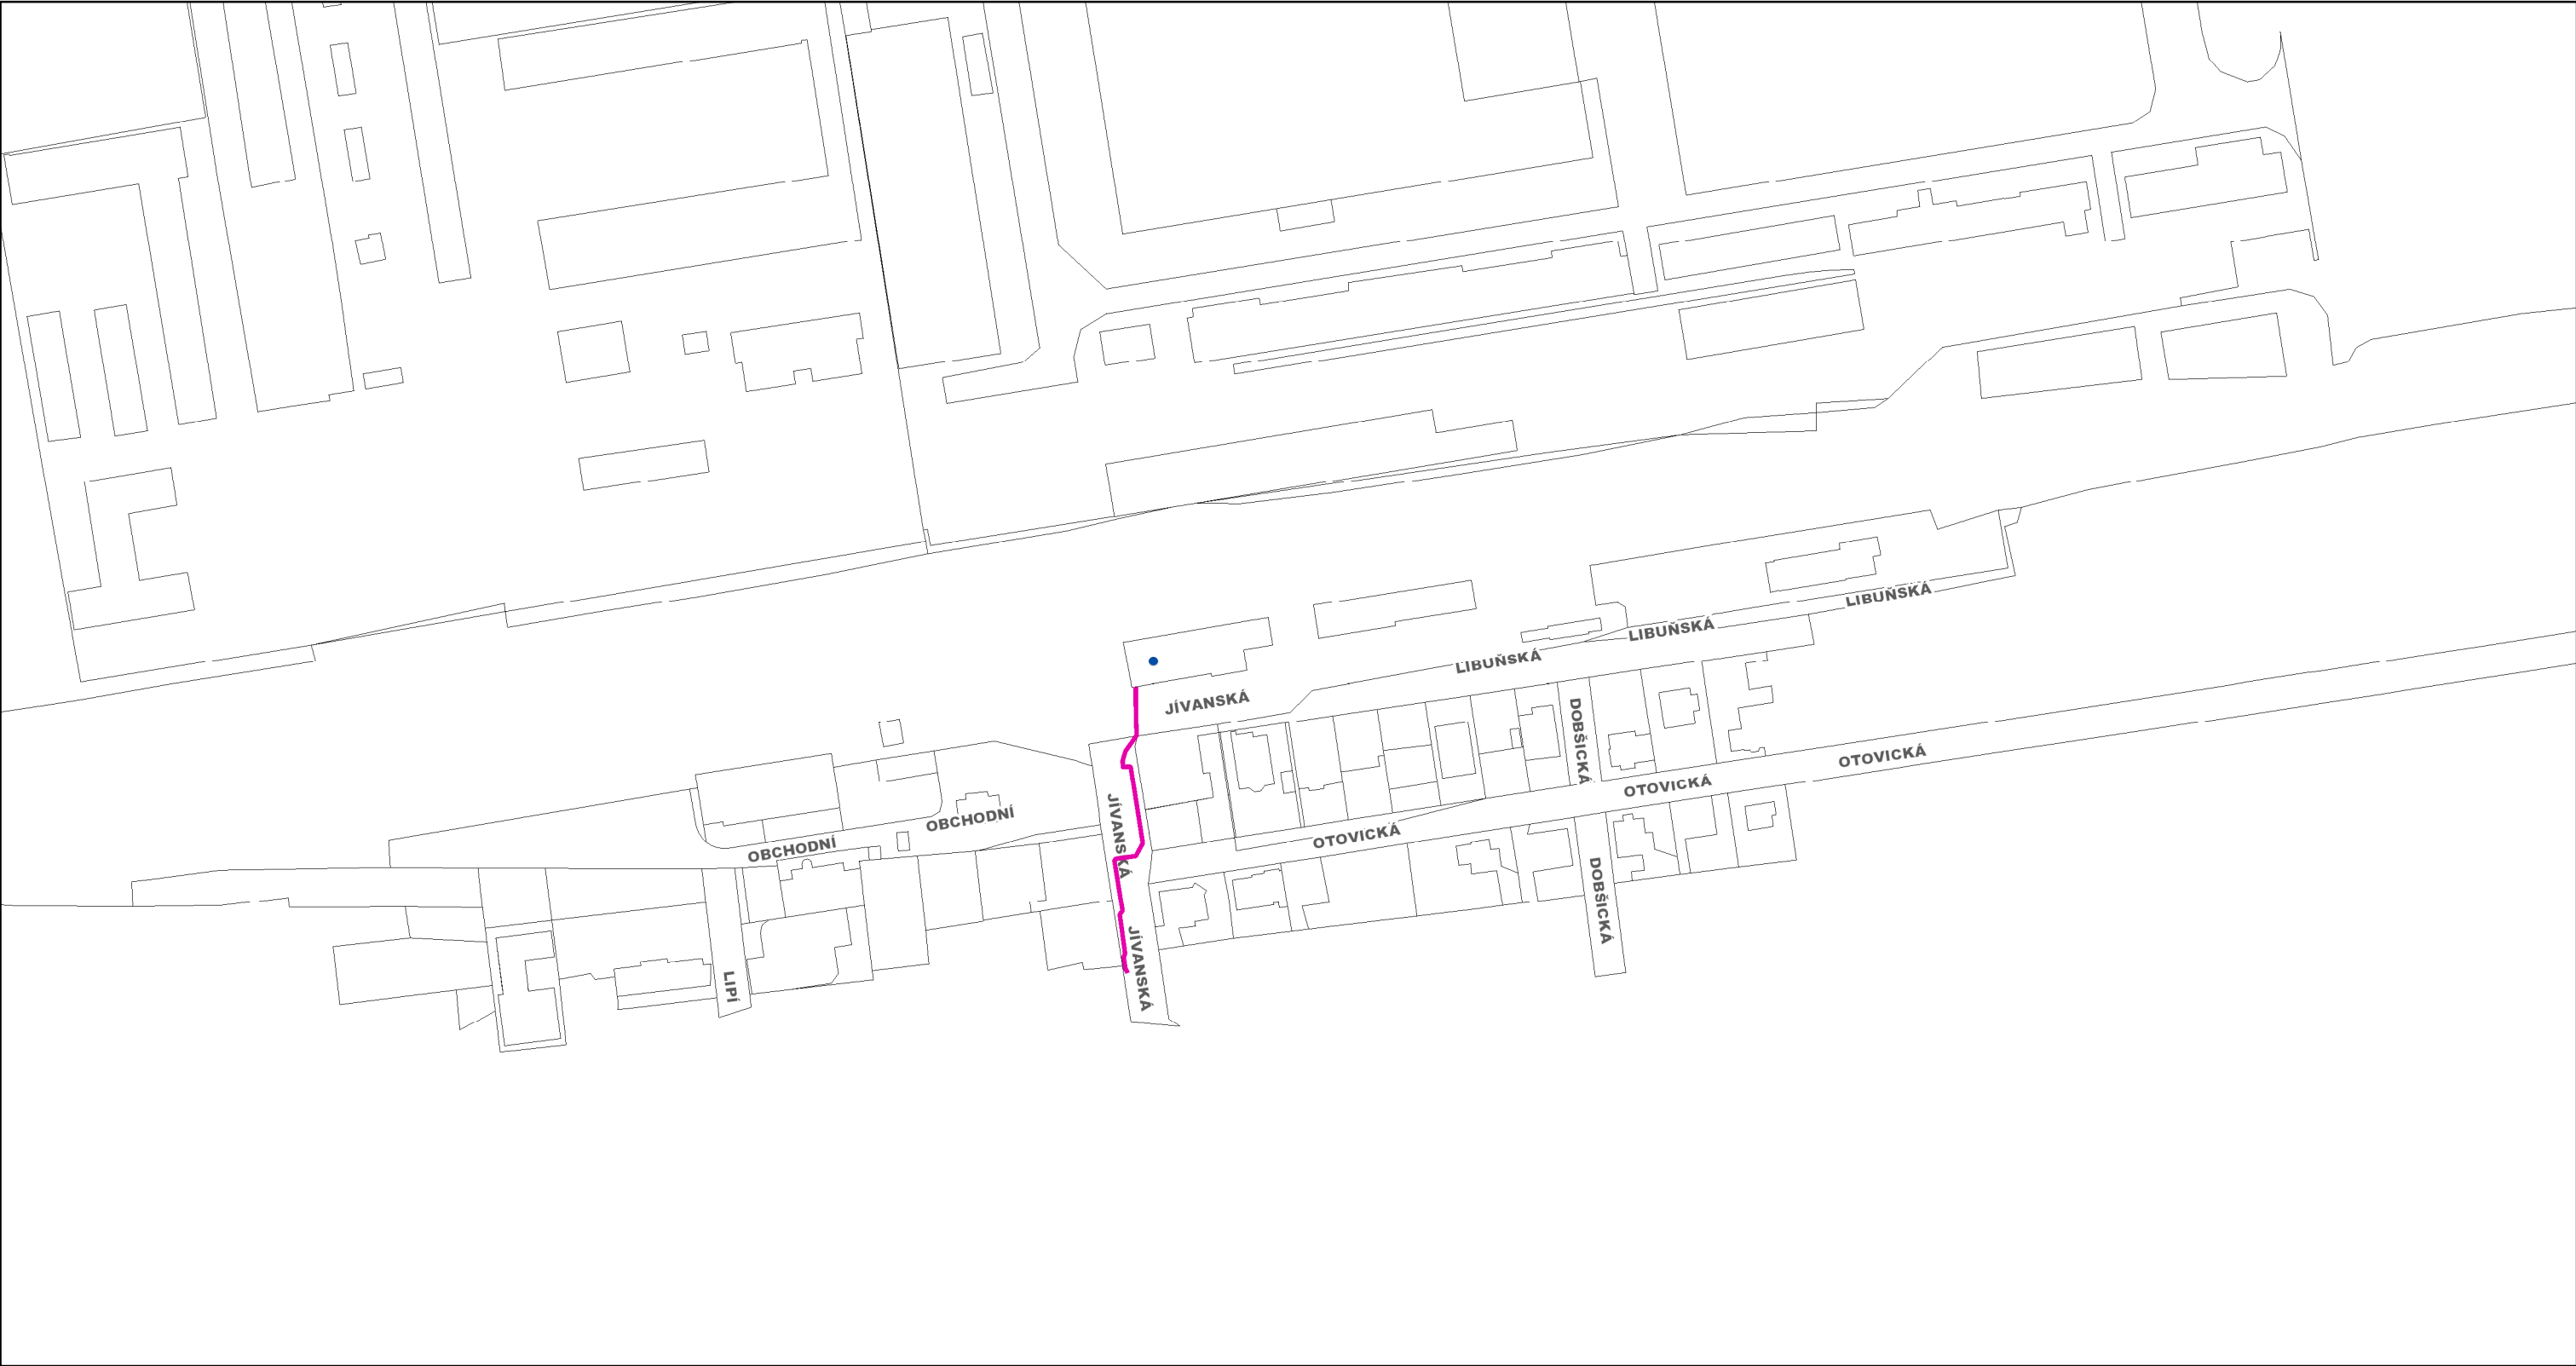 LIBUŇSKÁ
LIBUŇSKÁ
LIBUŇSKÁ
JÍVANSKÁ
DOBŠICKÁ
OTOVICKÁ
OTOVICKÁ
OBCHODNÍ
JÍVANSKÁ
OTOVICKÁ
OBCHODNÍ
DOBŠICKÁ
JÍVANSKÁ
LIPÍ